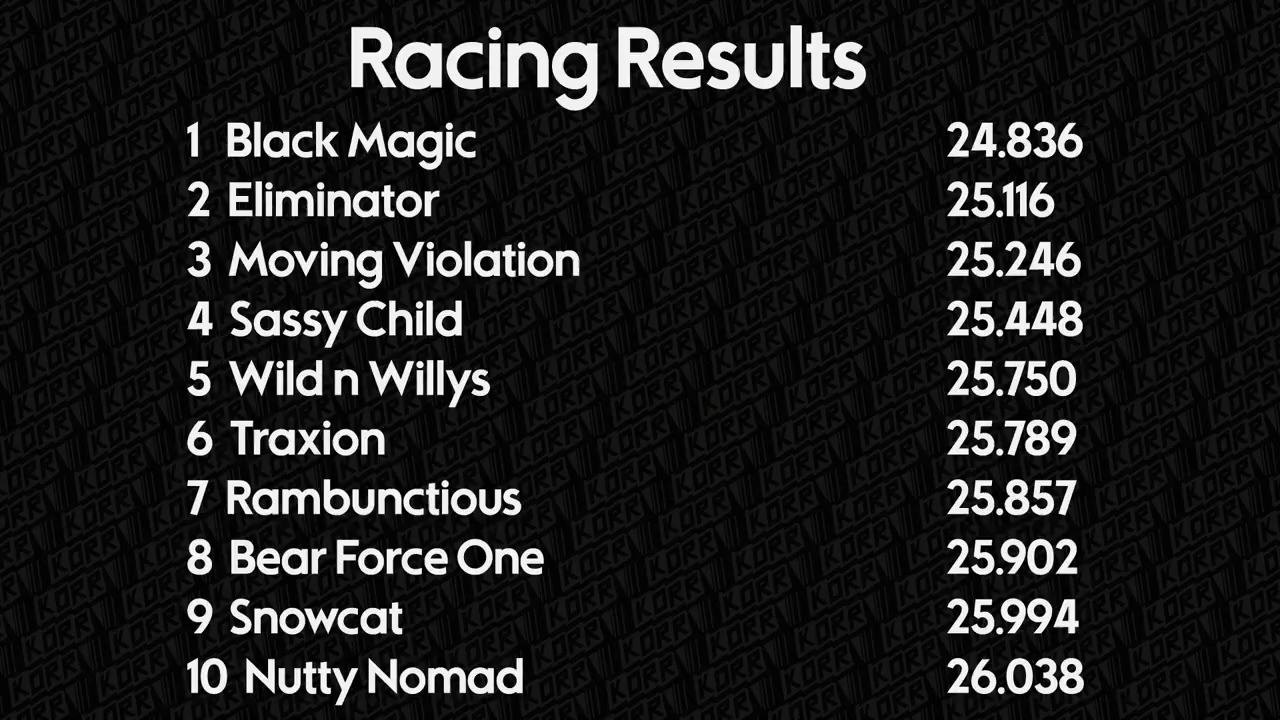 Racing Results
1 Black Magic 24.836
2 Eliminator 25.116
3 Moving Violation 25.246
4 Sassy Child 25.448
5 Wild n Willys 25.750
6 Traxion 25.789
7 Rambunctious 25.857
8 Bear Force One 25.902
9 Snowcat 25.994
10 Nutty Nomad 26.038